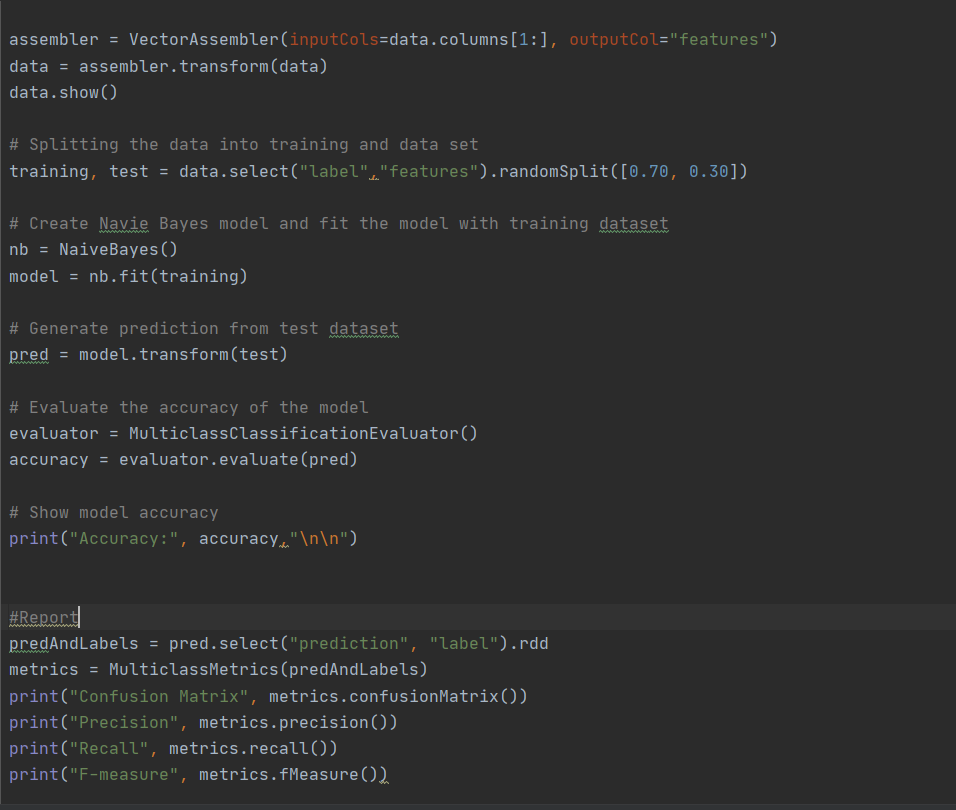 assembler = VectorAssembler(inputCols=data.columns[1:], outputCol="features")
data = assembler.transform(data)
data.show()
# Splitting the data into training and data set
training, test = data.select("label","features").randomSplit([0.70, 0.30])
# Create Navie Bayes model and fit the model with training dataset
nb = NaiveBayes()
model = nb.fit(training)
# Generate prediction from test dataset
pred = model.transform(test)
# Evaluate the accuracy of the model
evaluator = MulticlassClassificationEvaluator()
accuracy = evaluator.evaluate(pred)
# Show model accuracy
print("Accuracy:", accuracy,"\n\n")
#Report
predAndLabels = pred.select("prediction", "label").rdd
metrics = MulticlassMetrics(predAndLabels)
print("Confusion Matrix", metrics.confusionMatrix())
print("Precision", metrics.precision())
print("Recall", metrics.recall())
print("F-measure", metrics.fMeasure())